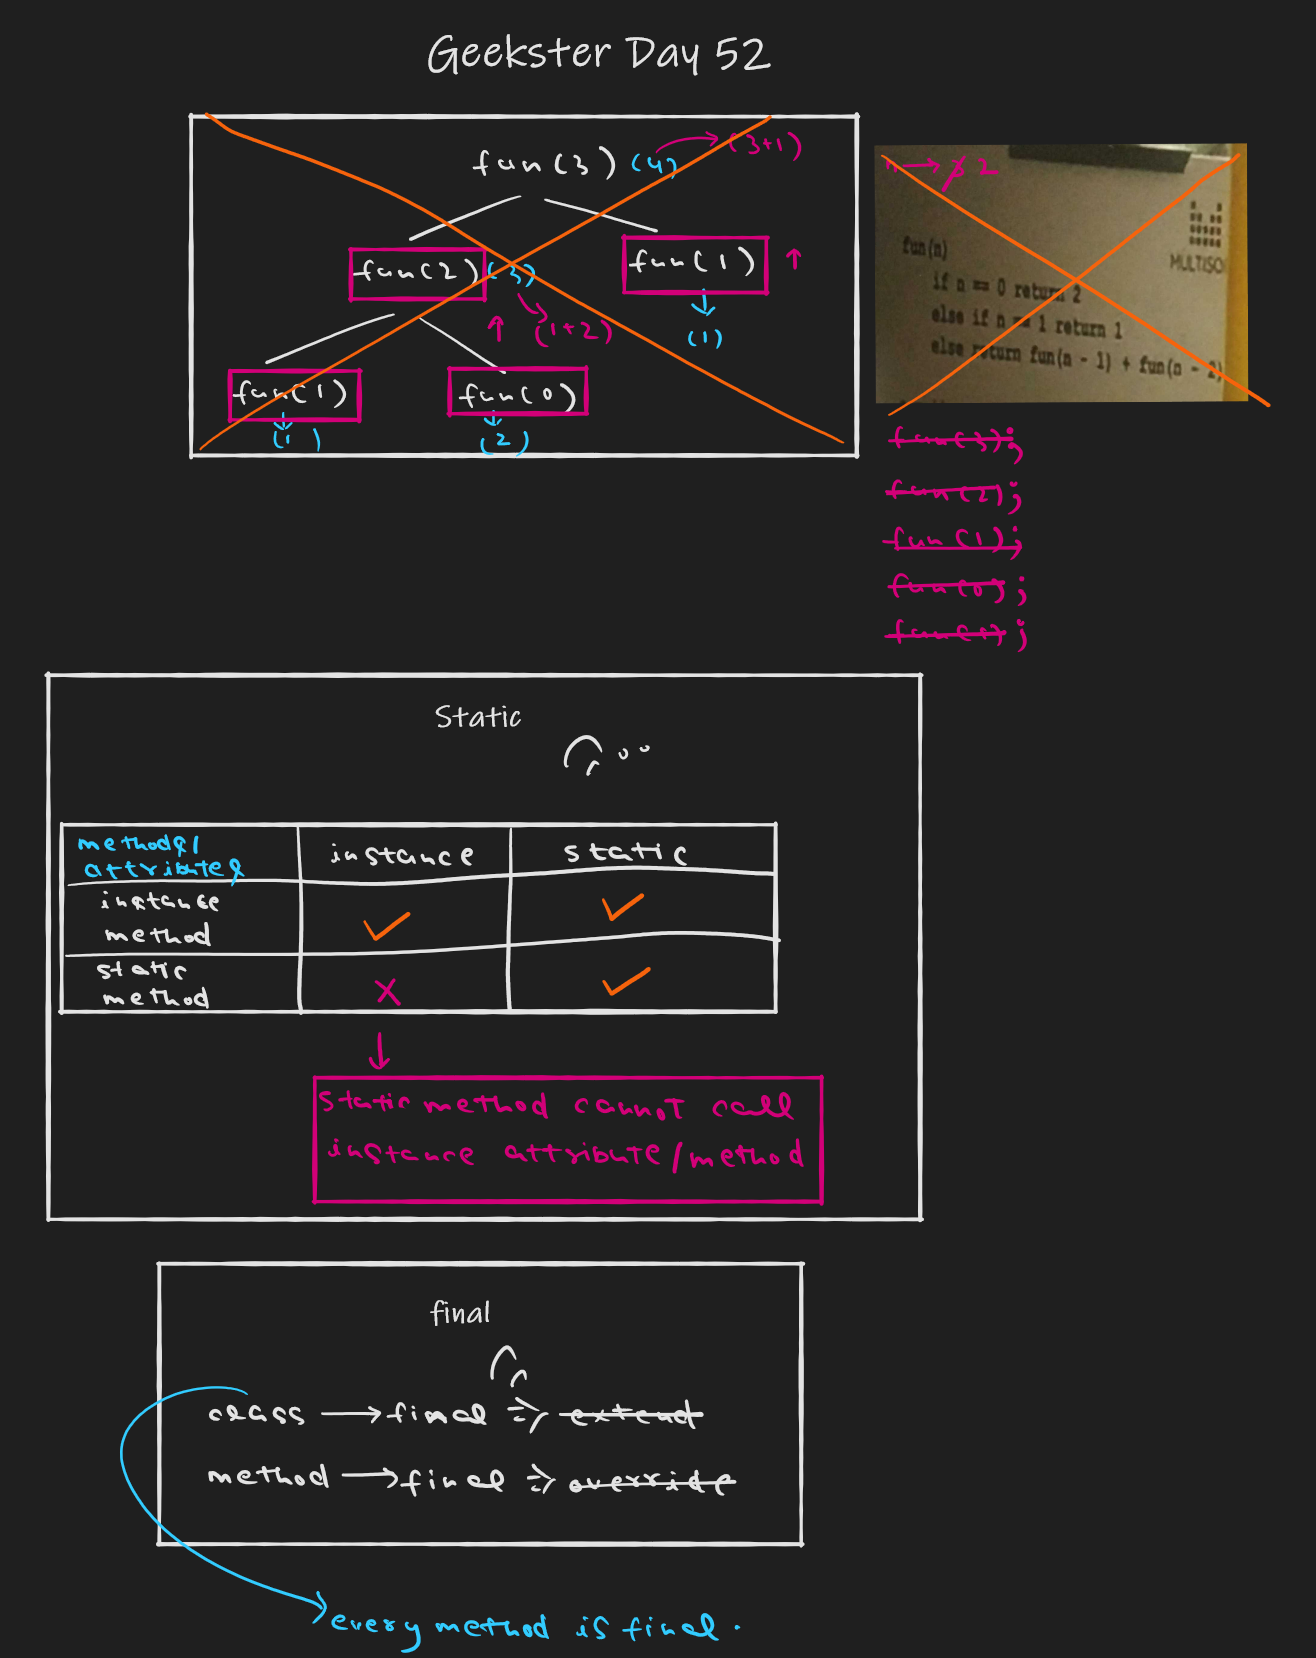 Geekster Day 52
fun(3) (4) (3+1)
fun(2) (3) fun(1)
(1+2) (1)
fun(1) fun(0)
(1) (2)
n → 3 2
MULTISO
fun(n)
if n == 0 return 2
else if n == 1 return 1
else return fun(n - 1) + fun(n - 2)
fun(3);
fun(2);
fun(1);
fun(0);
fun(1);
Static
methods/ instance static
attributes
instance
method
static
method
static method cannot call
instance attribute/method
final
class → final => extend
method → final => override
every method is final.